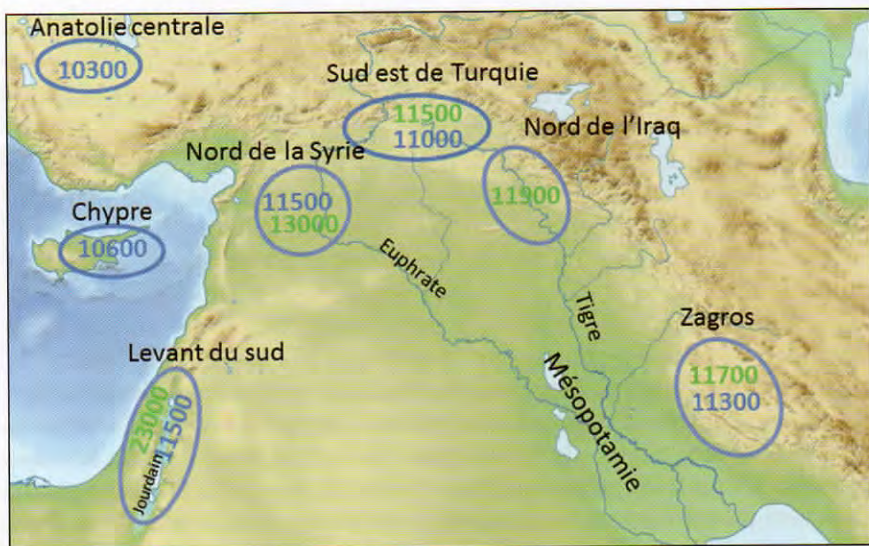 Anatolie centrale
10300
Sud est de Turquie
11500
11000
Nord de l'Iraq
11900
Nord de la Syrie
11500
13000
Chypre
10600
Euphrate
Tigre
Zagros
11700
11300
Mésopotamie
Levant du sud
23000
11500
Jourdain